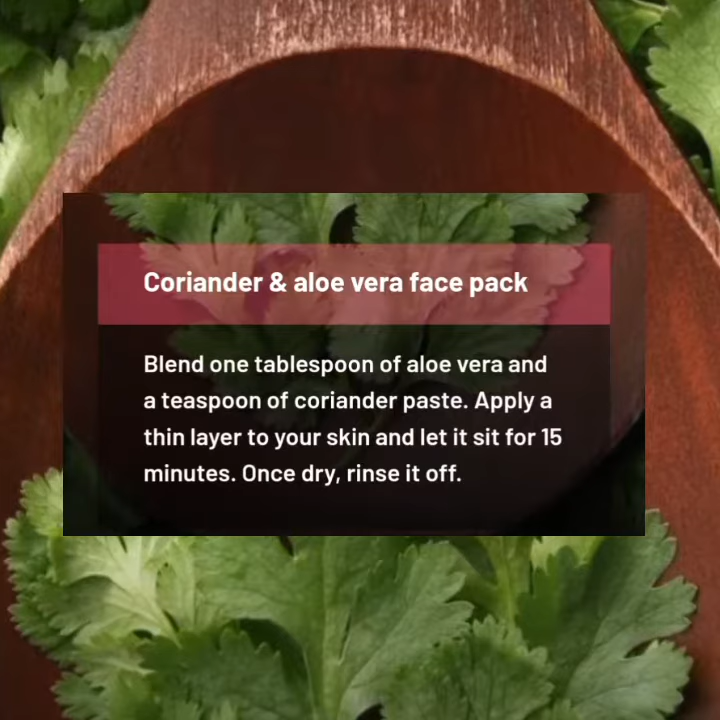 Coriander & aloe vera face pack
Blend one tablespoon of aloe vera and
a teaspoon of coriander paste. Apply a
thin layer to your skin and let it sit for 15
minutes. Once dry, rinse it off.